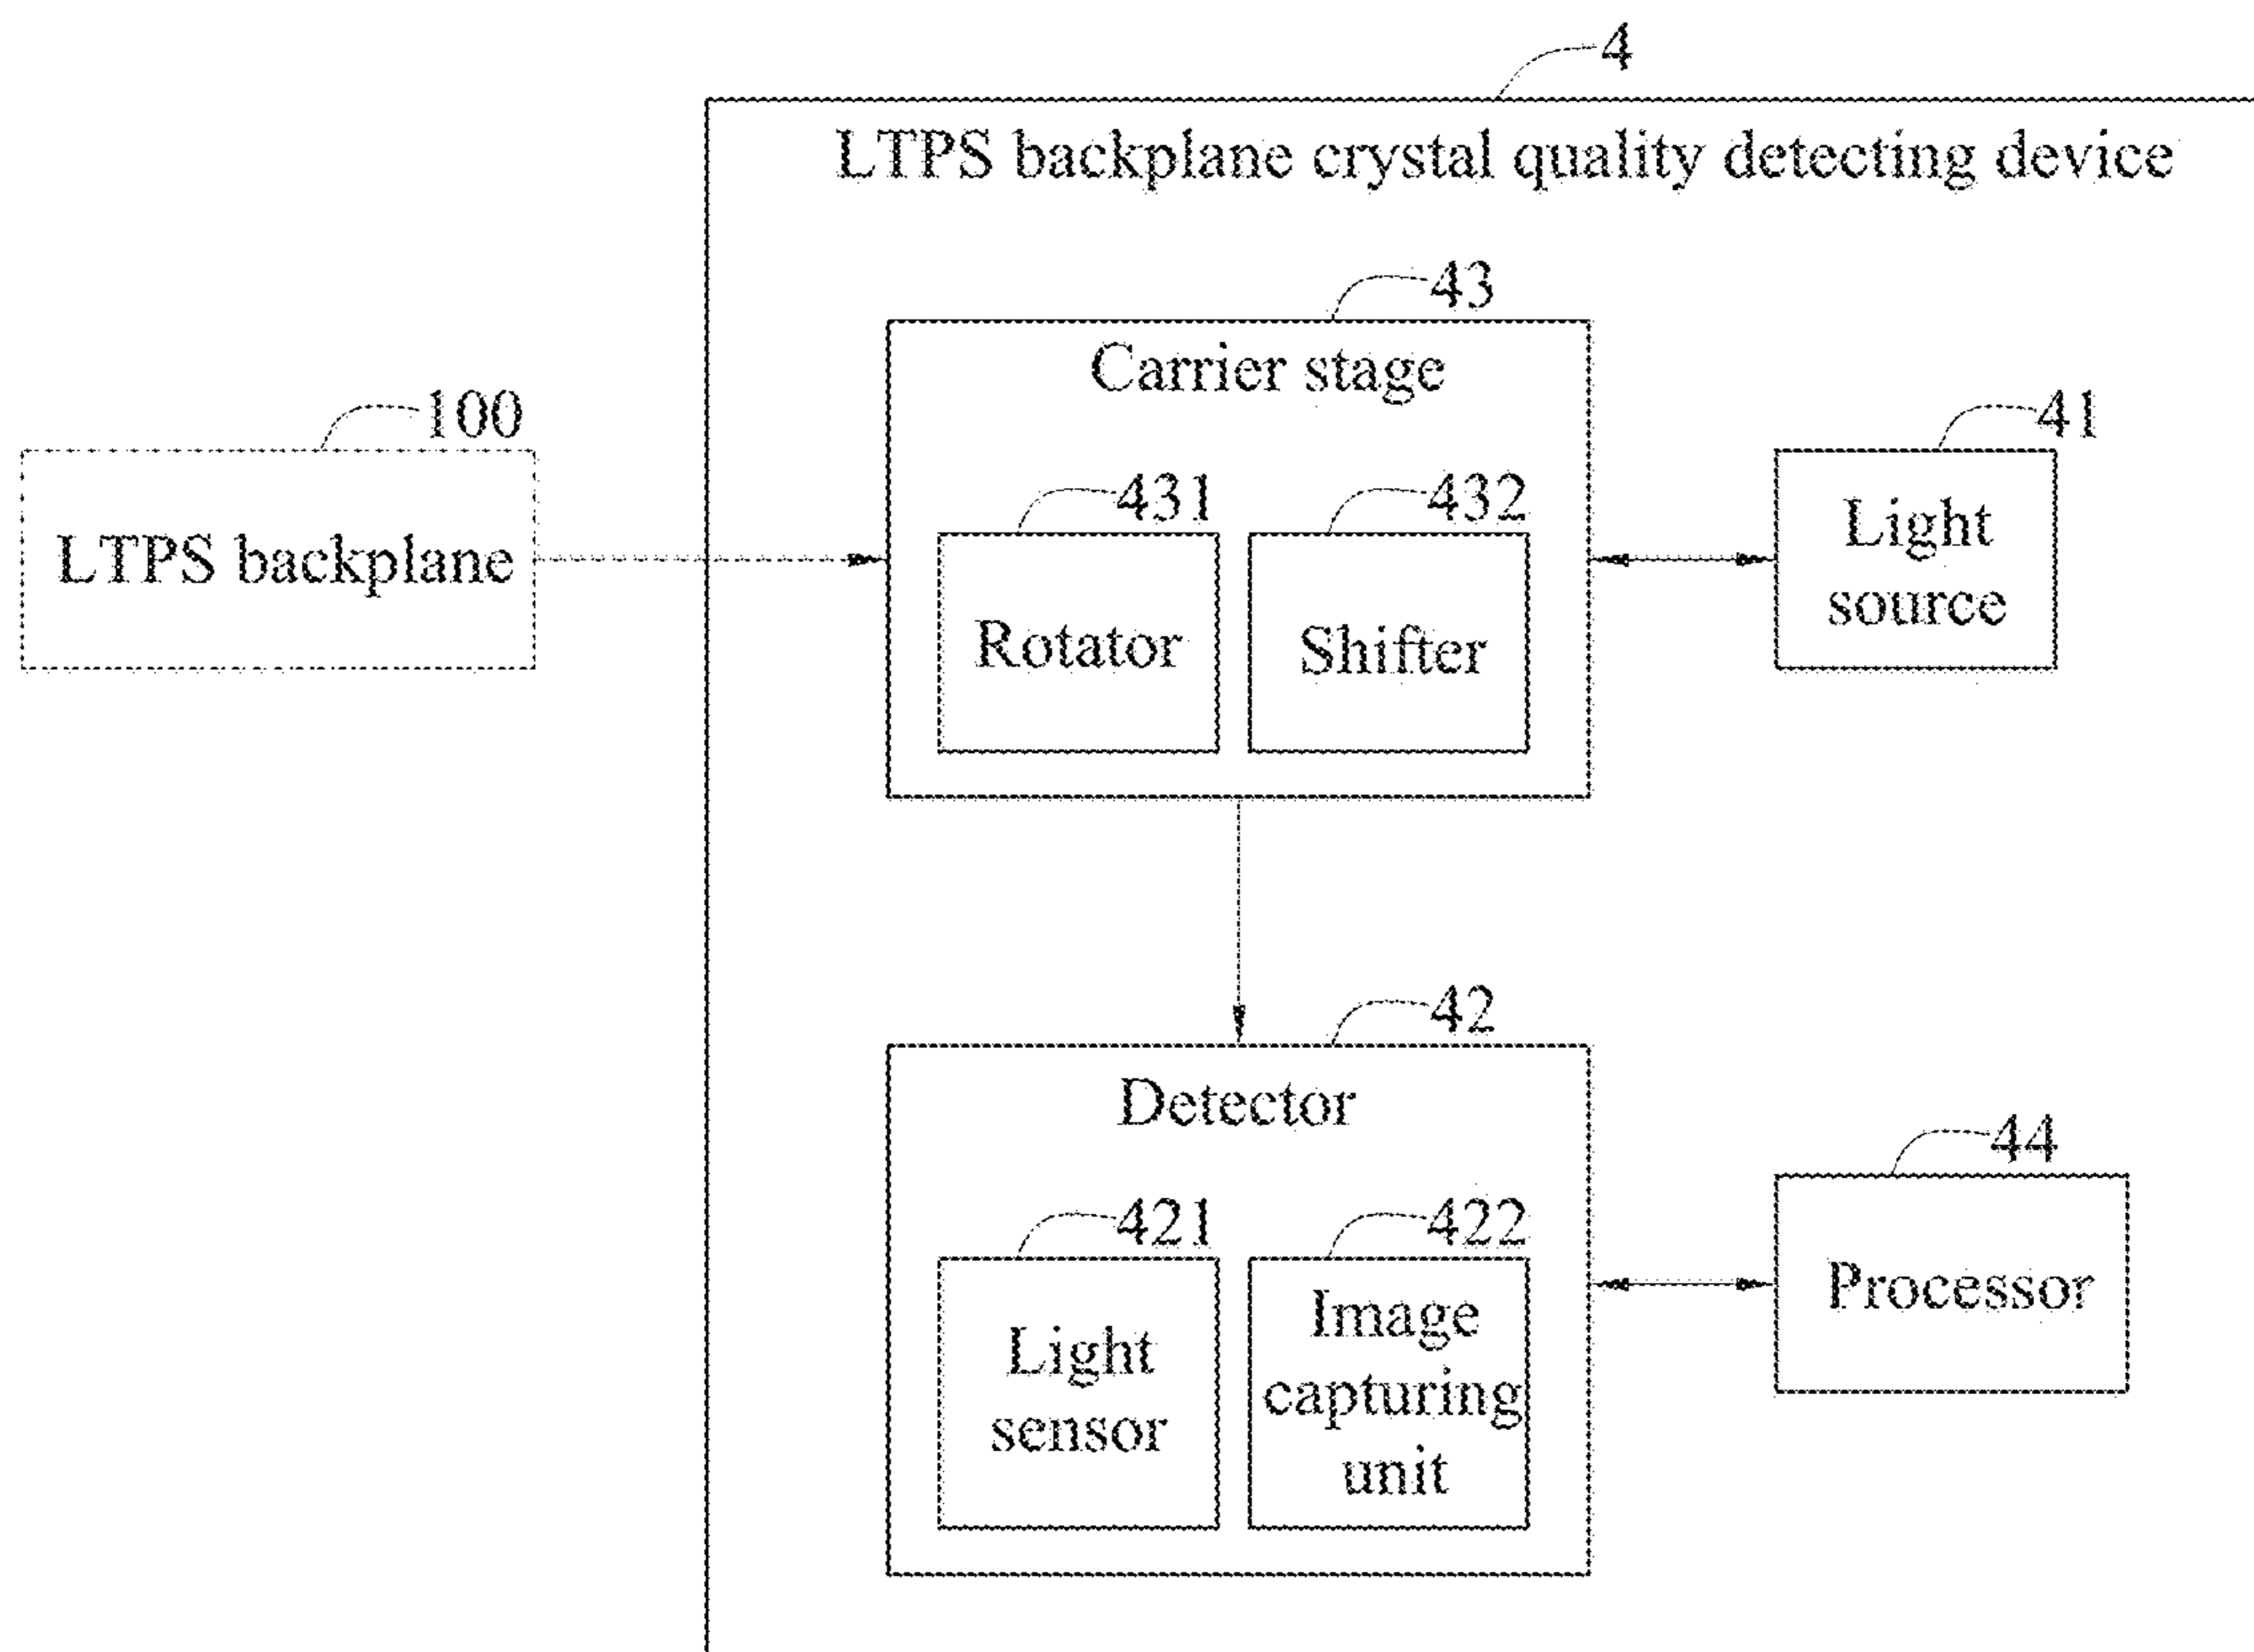 4
LTPS backplane crystal quality detecting device
43
Carrier stage
100
41
LTPS backplane
431
432
Light
source
Rotator
Shifter
42
Detector
44
421
422
Processor
Light
sensor
Image
capturing
unit